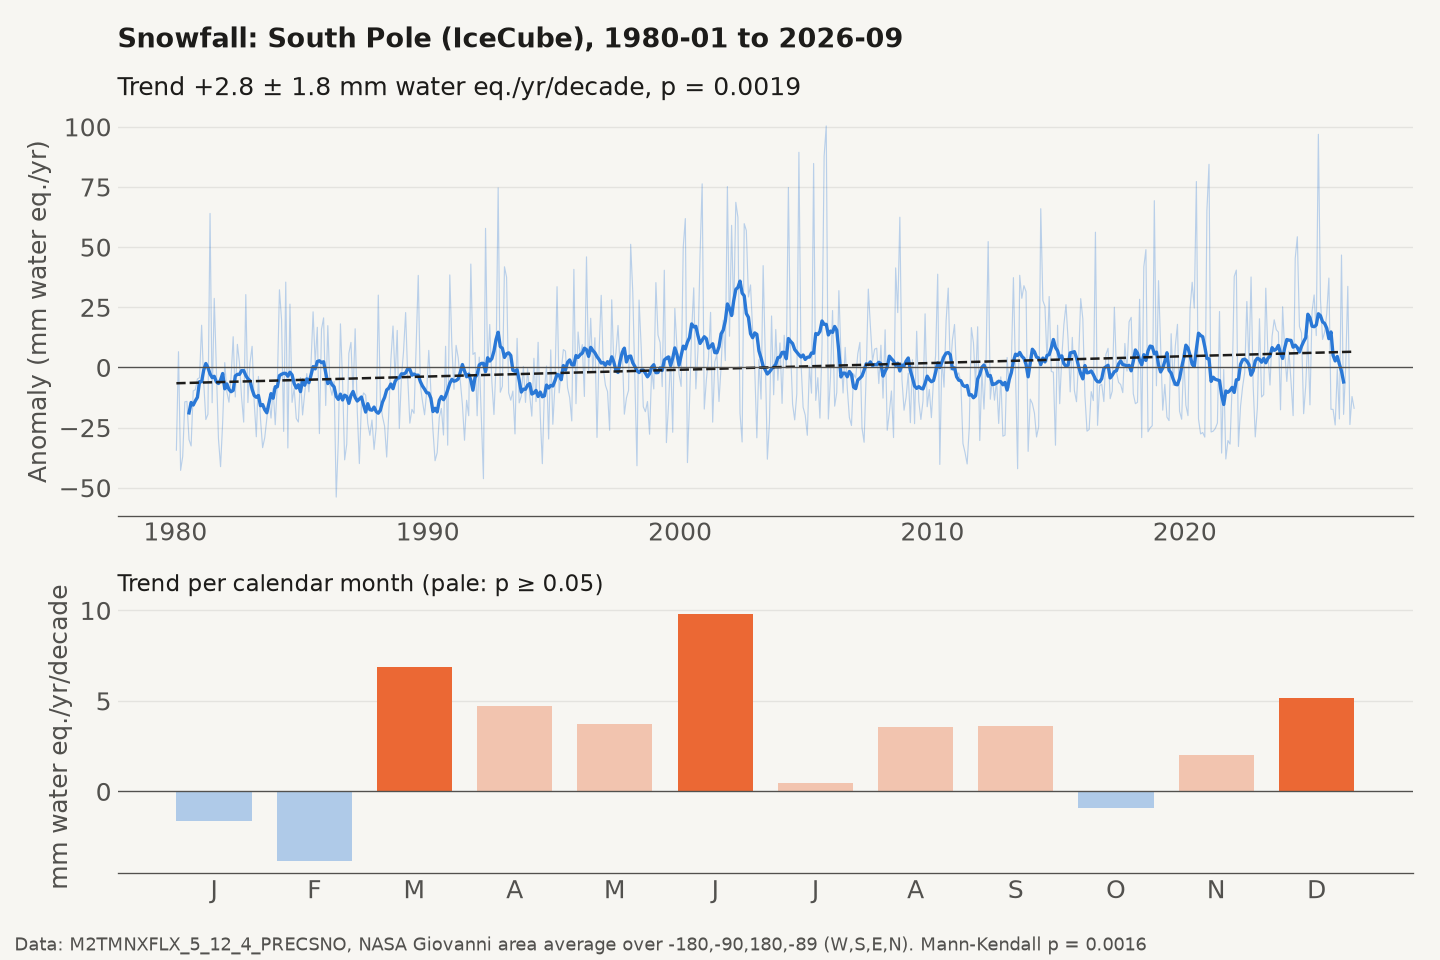 Snowfall: South Pole (IceCube), 1980-01 to 2026-09
Trend +2.8 ± 1.8 mm water eq./yr/decade, p = 0.0019
Anomaly (mm water eq./yr)
100
75
50
25
0
−25
−50
1980 1990 2000 2010 2020
Trend per calendar month (pale: p ≥ 0.05)
mm water eq./yr/decade
10
5
0
J F M A M J J A S O N D
Data: M2TMNXFLX_5_12_4_PRECSNO, NASA Giovanni area average over -180,-90,180,-89 (W,S,E,N). Mann-Kendall p = 0.0016